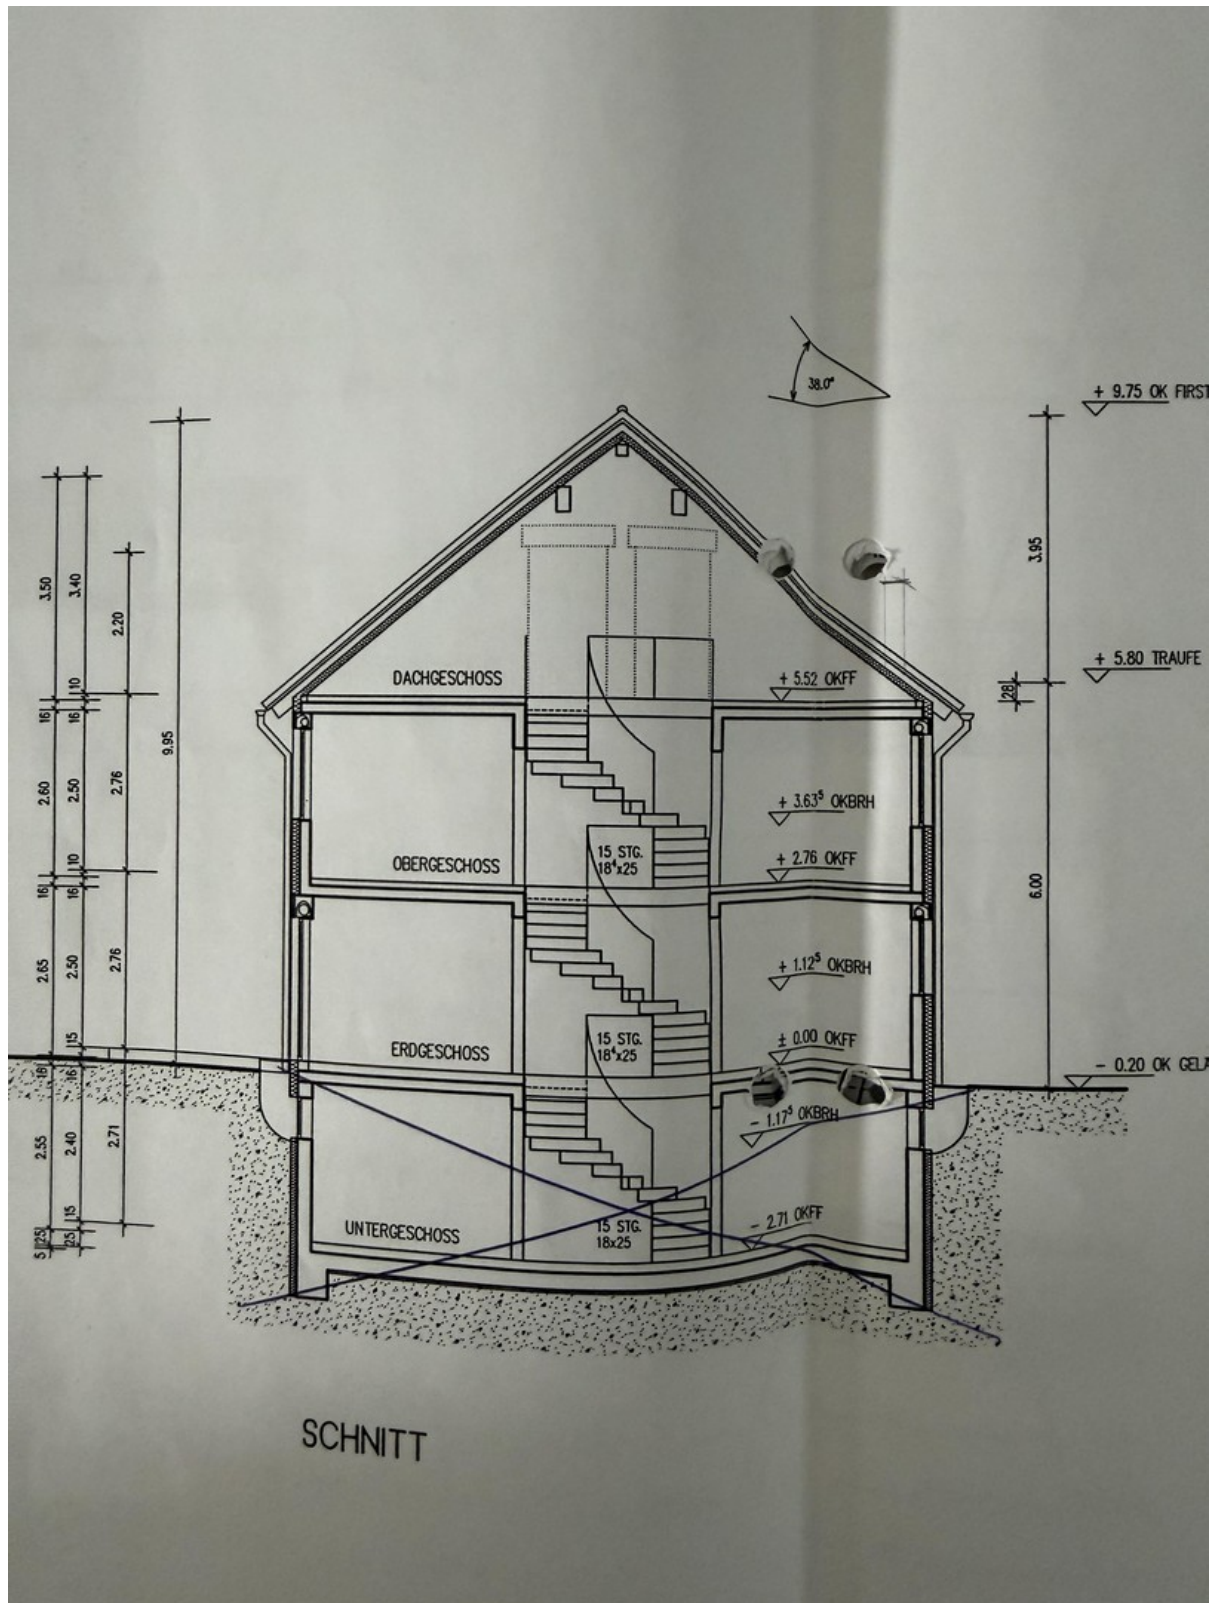 38.0°
+ 9.75 OK FIRST
3.50
3.40
2.20
9.95
3.95
DACHGESCHOSS
+ 5.52 OKFF
+ 5.80 TRAUFE
28
10
16
16
2.60
2.50
2.76
10
+ 3.63⁵ OKBRH
OBERGESCHOSS
15 STG.
18⁴x25
+ 2.76 OKFF
16
16
6.00
2.65
2.50
2.76
15
+ 1.12⁵ OKBRH
ERDGESCHOSS
15 STG.
18⁴x25
± 0.00 OKFF
- 0.20 OK GELÄ
18
16
- 1.17⁵ OKBRH
2.55
2.40
2.71
15
UNTERGESCHOSS
15 STG.
18x25
- 2.71 OKFF
5
25
25
SCHNITT